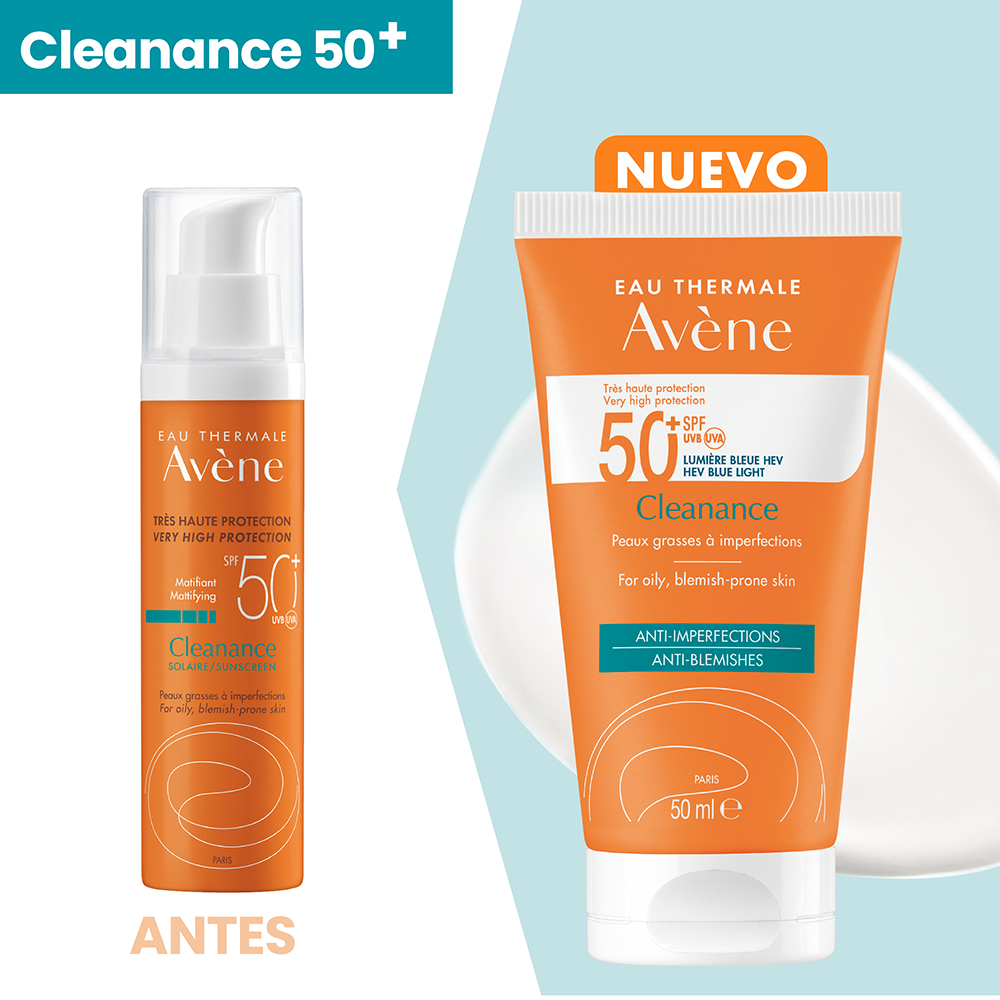 Cleanance 50+
EAU THERMALE
Avène
TRÈS HAUTE PROTECTION
VERY HIGH PROTECTION
SPF 50+
Matifiant
Mattifying
UVB UVA
Cleanance
SOLAIRE/SUNSCREEN
Peaux grasses à imperfections
For oily, blemish-prone skin
PARIS
ANTES
NUEVO
EAU THERMALE
Avène
Très haute protection
Very high protection
50+ SPF
UVB UVA
LUMIÈRE BLEUE HEV
HEV BLUE LIGHT
Cleanance
Peaux grasses à imperfections
For oily, blemish-prone skin
ANTI-IMPERFECTIONS
ANTI-BLEMISHES
PARIS
50 ml e